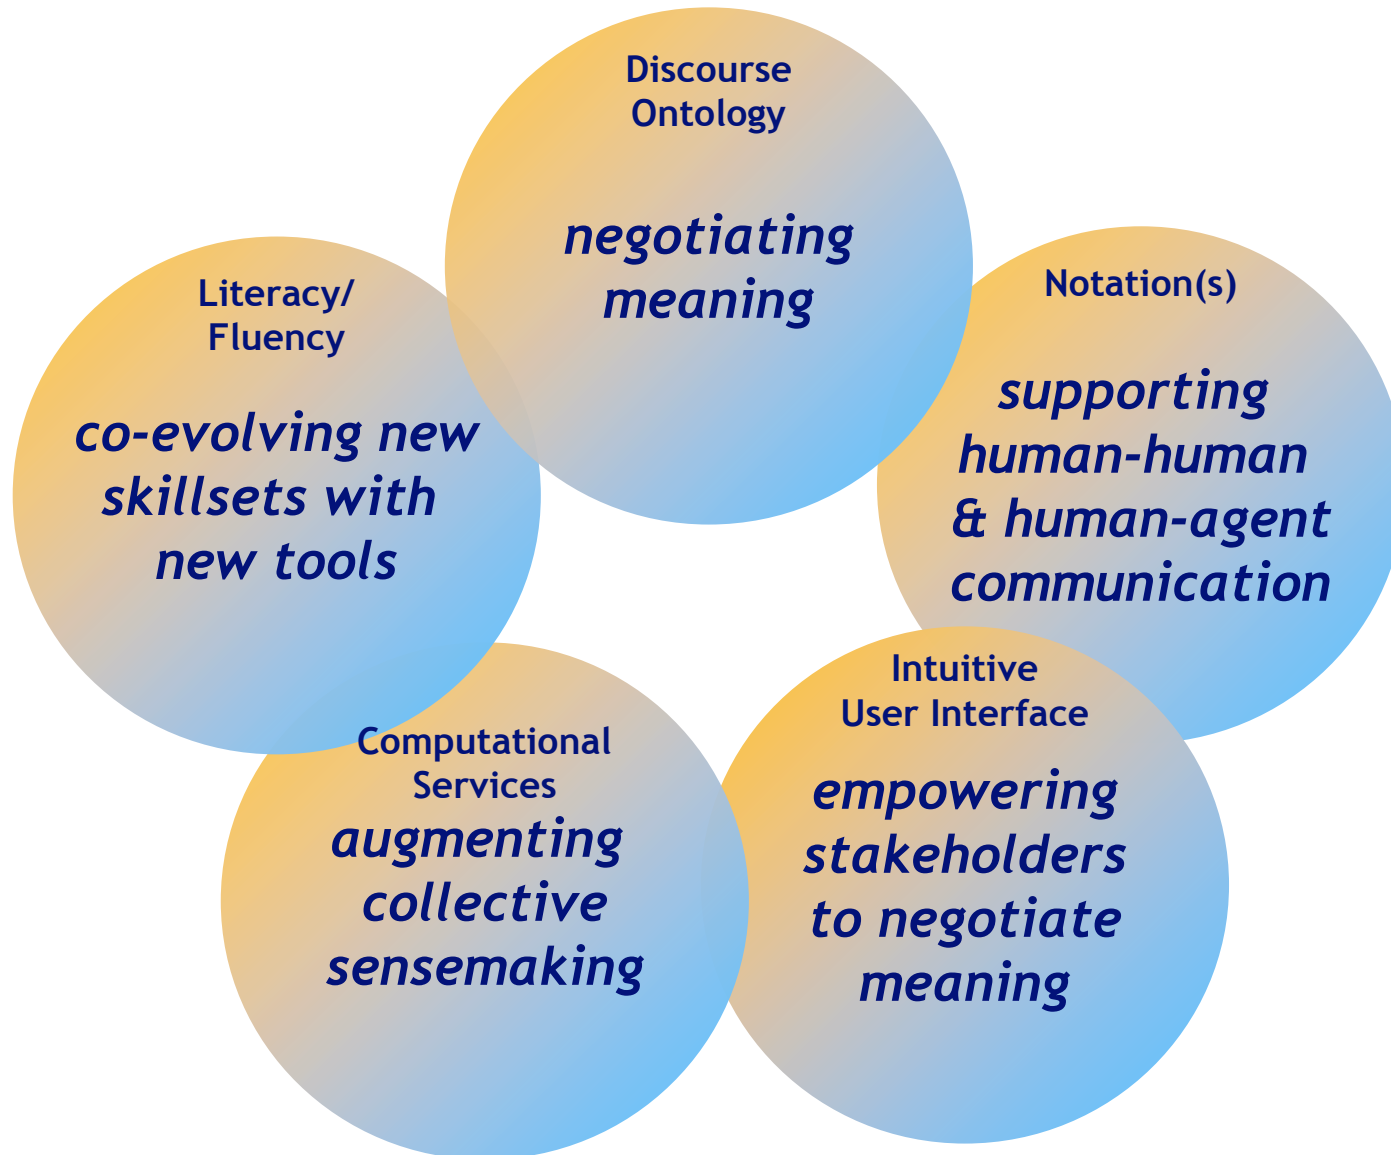 Discourse
Ontology
negotiating
meaning
Literacy/
Fluency
co-evolving new
skillsets with
new tools
Notation(s)
supporting
human-human
& human-agent
communication
Computational
Services
augmenting
collective
sensemaking
Intuitive
User Interface
empowering
stakeholders
to negotiate
meaning